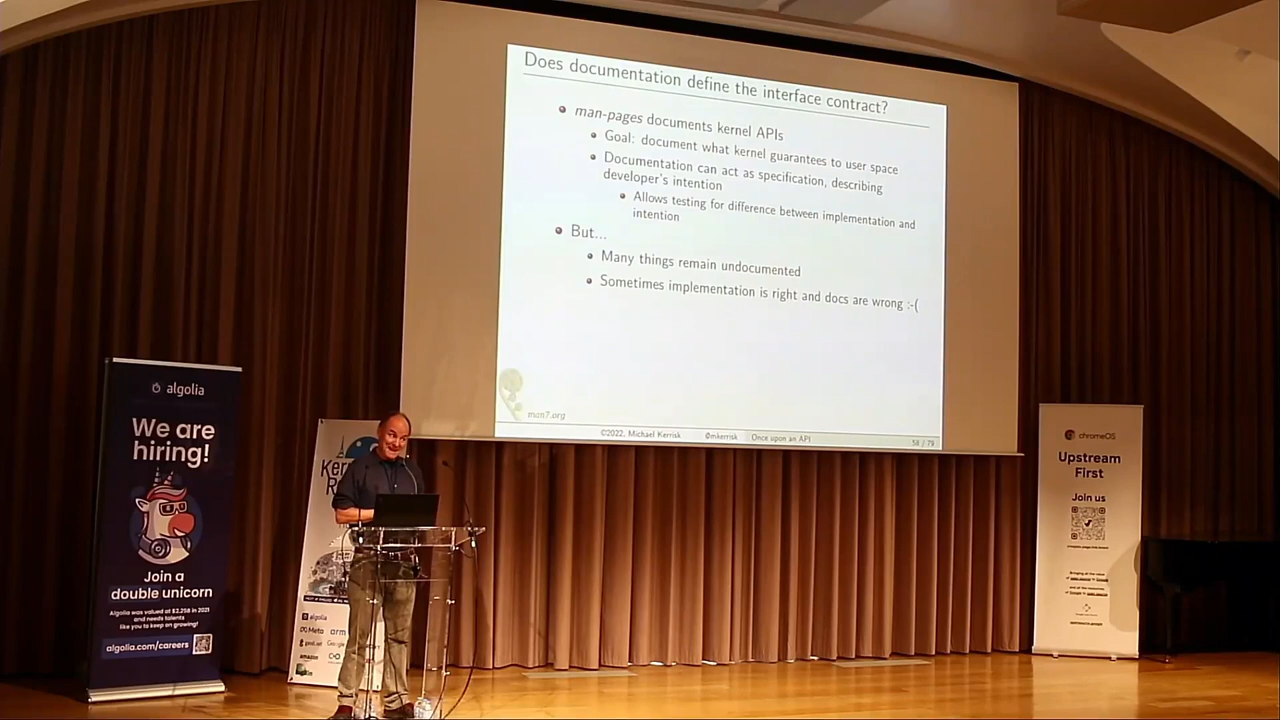 Does documentation define the interface contract?
man-pages documents kernel APIs
Goal: document what kernel guarantees to user space
Documentation can act as specification, describing
developer's intention
Allows testing for difference between implementation and
intention
But...
Many things remain undocumented
Sometimes implementation is right and docs are wrong :-(
man7.org
©2022, Michael Kerrisk
@mkerrisk
Once upon an API
58 / 79
algolia
We are
hiring!
Join a
double unicorn
Algolia was valued at $2.25B in 2021
and needs talents
like you to keep on growing!
algolia.com/careers
algolia
Meta
arm
amazon
chromeOS
Upstream
First
Join us